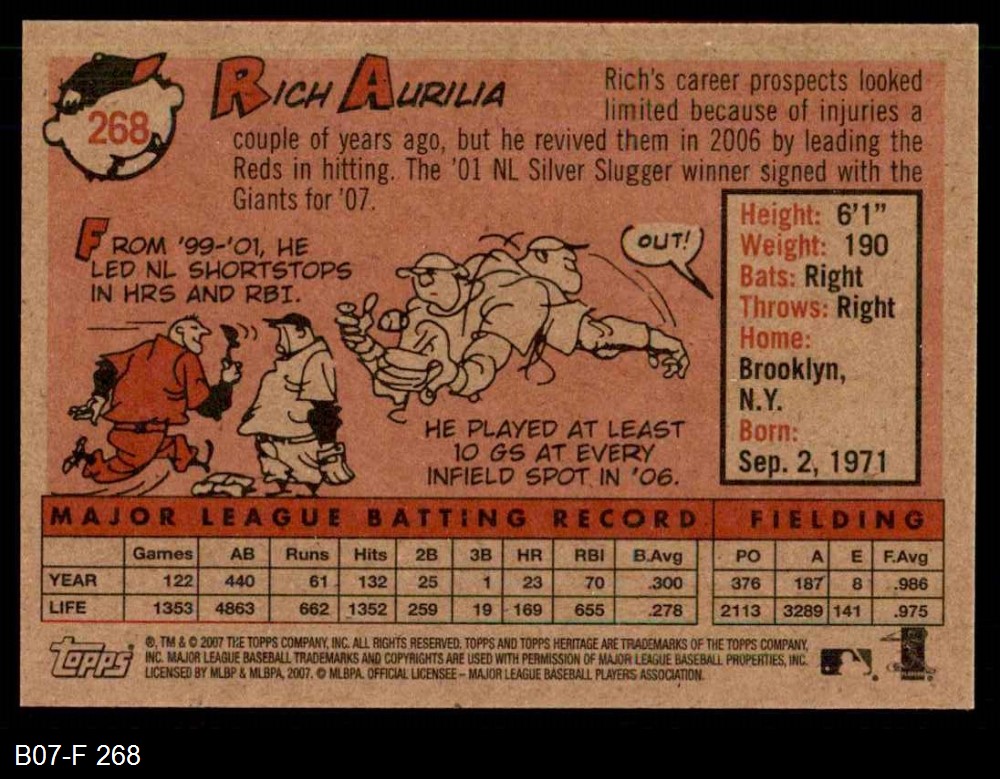 268
RICH AURILIA
Rich's career prospects looked
limited because of injuries a
couple of years ago, but he revived them in 2006 by leading the
Reds in hitting. The '01 NL Silver Slugger winner signed with the
Giants for '07.
FROM '99-'01, HE
LED NL SHORTSTOPS
IN HRS AND RBI.
OUT!
HE PLAYED AT LEAST
10 GS AT EVERY
INFIELD SPOT IN '06.
Height: 6'1"
Weight: 190
Bats: Right
Throws: Right
Home:
Brooklyn,
N.Y.
Born:
Sep. 2, 1971
MAJOR LEAGUE BATTING RECORD FIELDING
Games AB Runs Hits 2B 3B HR RBI B.Avg PO A E F.Avg
YEAR 122 440 61 132 25 1 23 70 .300 376 187 8 .986
LIFE 1353 4863 662 1352 259 19 169 655 .278 2113 3289 141 .975
Topps
®, TM & © 2007 THE TOPPS COMPANY, INC. ALL RIGHTS RESERVED. TOPPS AND TOPPS HERITAGE ARE TRADEMARKS OF THE TOPPS COMPANY,
INC. MAJOR LEAGUE BASEBALL TRADEMARKS AND COPYRIGHTS ARE USED WITH PERMISSION OF MAJOR LEAGUE BASEBALL PROPERTIES, INC.
LICENSED BY MLBP & MLBPA, 2007. © MLBPA. OFFICIAL LICENSEE – MAJOR LEAGUE BASEBALL PLAYERS ASSOCIATION.
B07-F 268